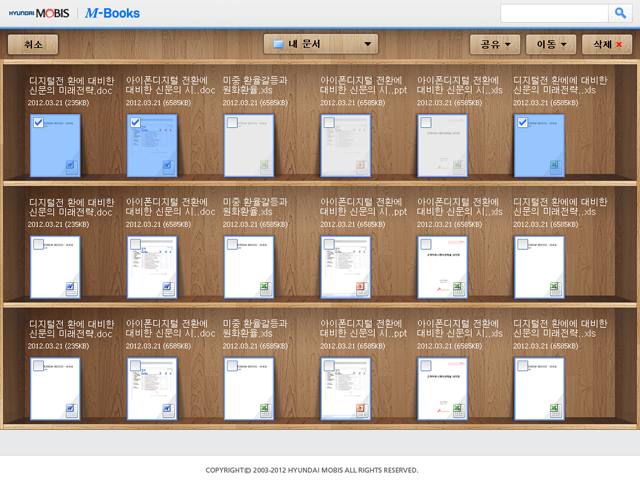 HYUNDAI MOBIS | M-Books
취소
내 문서
공유
이동
삭제
디지털전 환에 대비한
신문의 미래전략.doc
2012.03.21 (235KB)
아이폰디지털 전환에
대비한 신문의 시..doc
2012.03.21 (6585KB)
미중 환율갈등과
원화환율.xls
2012.03.21 (6585KB)
아이폰디지털 전환에
대비한 신문의 시..ppt
2012.03.21 (6585KB)
아이폰디지털 전환에
대비한 신문의 시..xls
2012.03.21 (6585KB)
디지털전 환에에 대비한
신문의 미래전략..xls
2012.03.21 (6585KB)
디지털전 환에 대비한
신문의 미래전략.doc
2012.03.21 (235KB)
아이폰디지털 전환에
대비한 신문의 시..doc
2012.03.21 (6585KB)
미중 환율갈등과
원화환율.xls
2012.03.21 (6585KB)
아이폰디지털 전환에
대비한 신문의 시..ppt
2012.03.21 (6585KB)
아이폰디지털 전환에
대비한 신문의 시..xls
2012.03.21 (6585KB)
디지털전 환에에 대비한
신문의 미래전략..xls
2012.03.21 (6585KB)
디지털전 환에 대비한
신문의 미래전략.doc
2012.03.21 (235KB)
아이폰디지털 전환에
대비한 신문의 시..doc
2012.03.21 (6585KB)
미중 환율갈등과
원화환율.xls
2012.03.21 (6585KB)
아이폰디지털 전환에
대비한 신문의 시..ppt
2012.03.21 (6585KB)
아이폰디지털 전환에
대비한 신문의 시..xls
2012.03.21 (6585KB)
디지털전 환에에 대비한
신문의 미래전략..xls
2012.03.21 (6585KB)
COPYRIGHT© 2003-2012 HYUNDAI MOBIS ALL RIGHTS RESERVED.